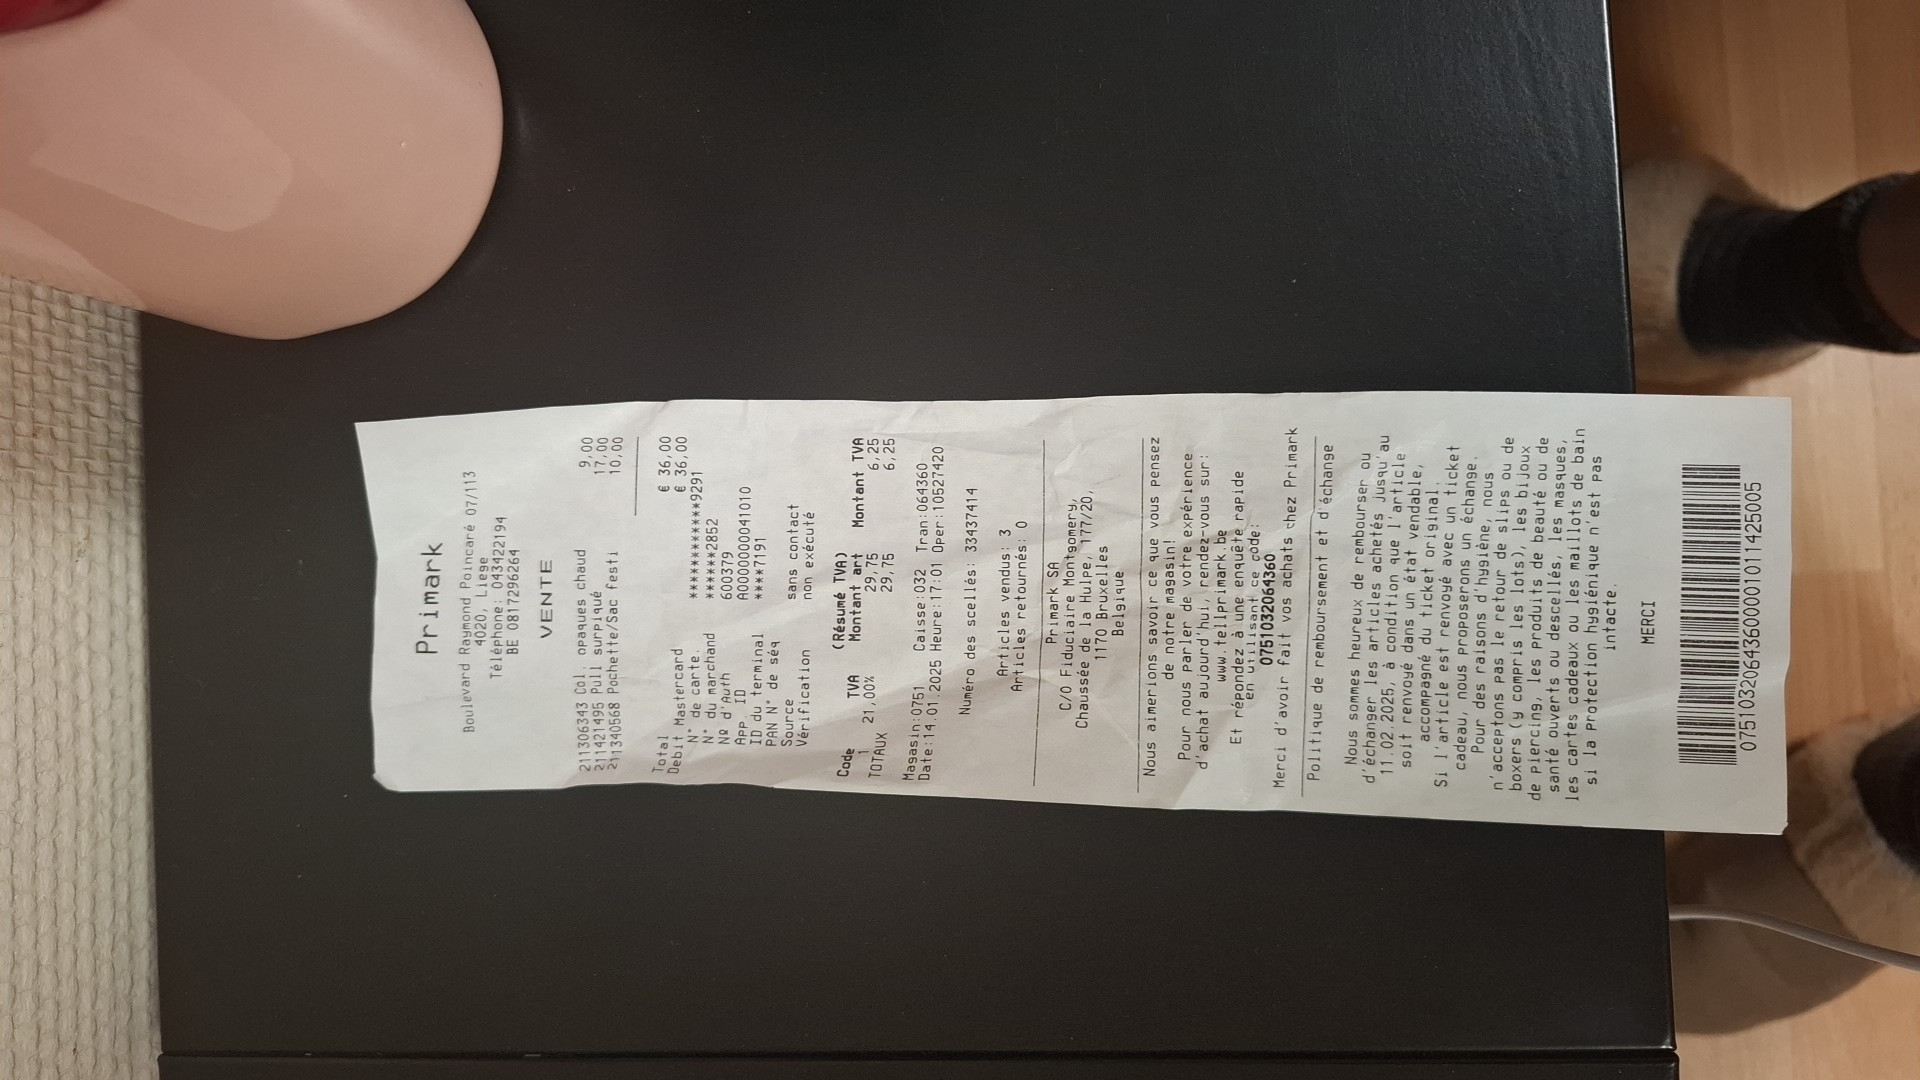 Primark
Boulevard Raymond Poincaré 07/113
4020, Liege
Téléphone: 043422194
BE 0817296264
VENTE
211306343 Col. opaques chaud 9,00
211421495 Pull surpiqué 17,00
211340568 Pochette/Sac festi 10,00
Total € 36,00
Debit Mastercard € 36,00
N° de carte. ************9291
N° du marchand ******2852
Nº d'Auth 600379
App. ID A0000000041010
ID du terminal ****7191
PAN N° de séq
Source sans contact
Vérification non exécuté
(Résumé TVA)
Code TVA Montant art Montant TVA
1 21,00% 29,75 6,25
TOTAUX 29,75 6,25
Magasin:0751 Caisse:032 Tran:064360
Date:14.01.2025 Heure:17:01 Oper:10527420
Numéro des scellés: 33437414
Articles vendus: 3
Articles retournés: 0
Primark SA
C/O Fiduciaire Montgomery,
Chaussée de la Hulpe, 177/20,
1170 Bruxelles
Belgique
Nous aimerions savoir ce que vous pensez
de notre magasin!
Pour nous parler de votre expérience
d'achat aujourd'hui, rendez-vous sur:
www.tellprimark.be
Et répondez à une enquête rapide
en utilisant ce code:
075103206436​0
Merci d'avoir fait vos achats chez Primark
Politique de remboursement et d'échange
Nous sommes heureux de rembourser ou
d'échanger les articles achetés jusqu'au
11.02.2025, à condition que l'article
soit renvoyé dans un état vendable,
accompagné du ticket original.
Si l'article est renvoyé avec un ticket
cadeau, nous proposerons un échange.
Pour des raisons d'hygiène, nous
n'acceptons pas le retour de slips ou de
boxers (y compris les lots), les bijoux
de piercing, les produits de beauté ou de
santé ouverts ou descellés, les masques,
les cartes cadeaux ou les maillots de bain
si la Protection hygiénique n'est pas
intacte.
MERCI
0751032064360000101142​5005